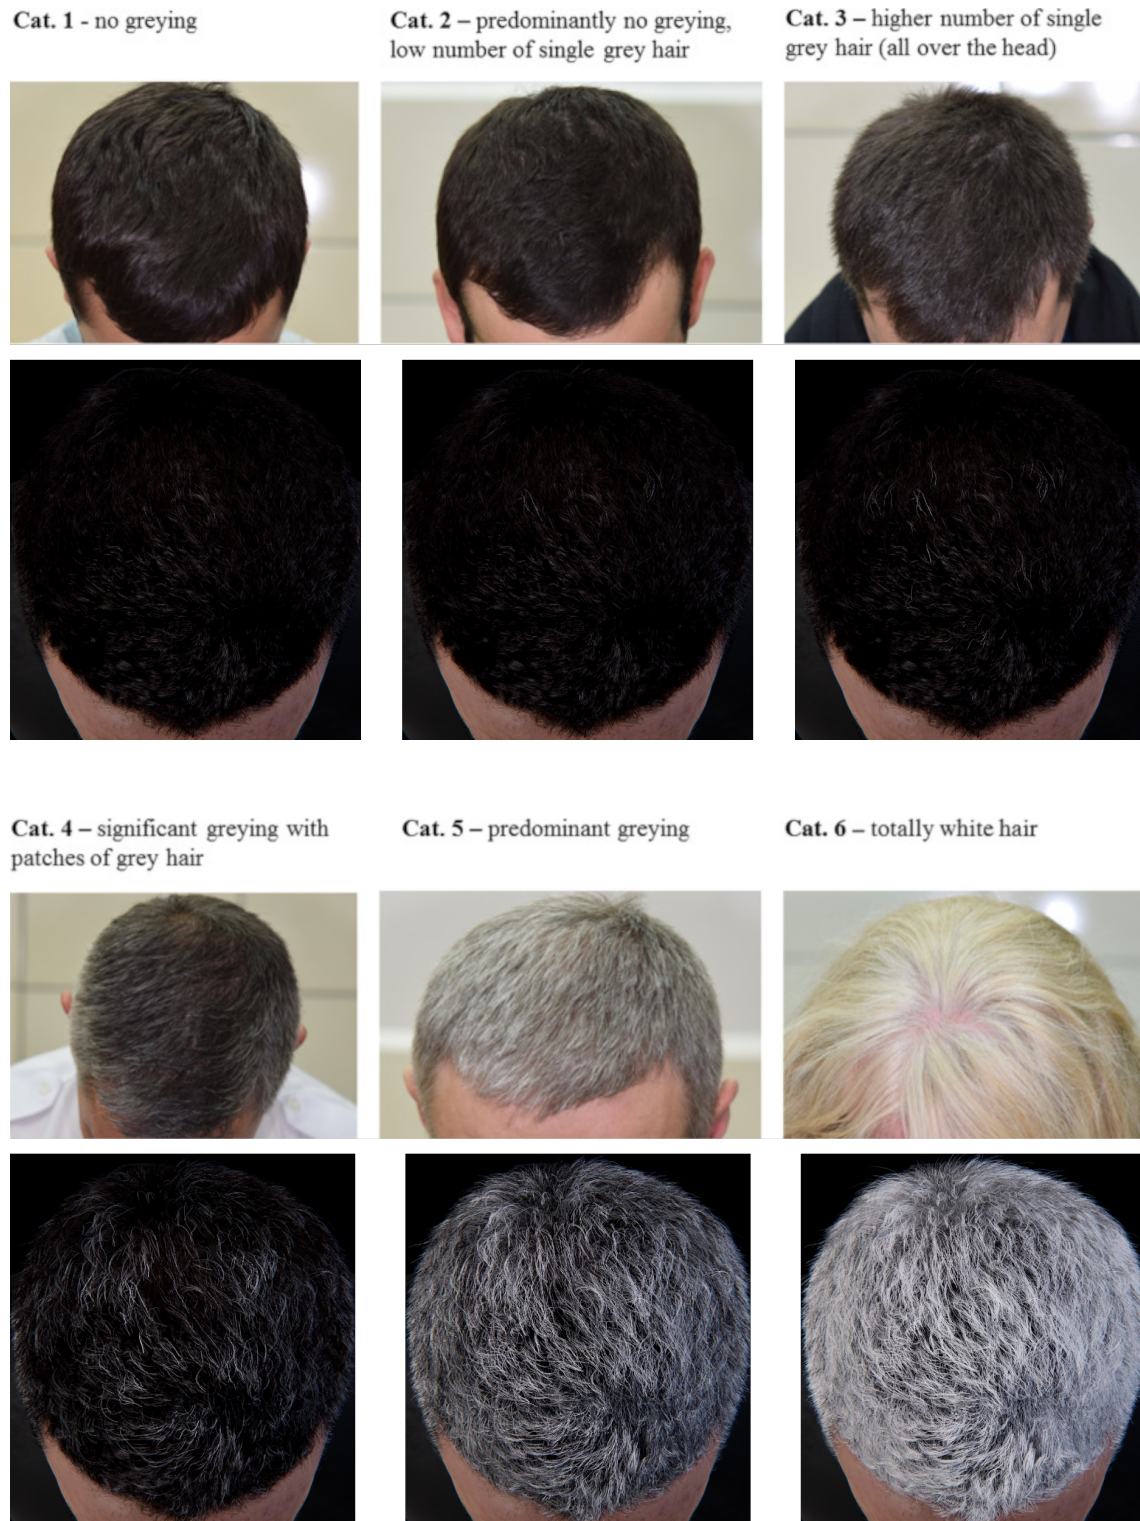 Cat. 1 - no greying
Cat. 2 – predominantly no greying,
low number of single grey hair
Cat. 3 – higher number of single
grey hair (all over the head)
Cat. 4 – significant greying with
patches of grey hair
Cat. 5 – predominant greying
Cat. 6 – totally white hair